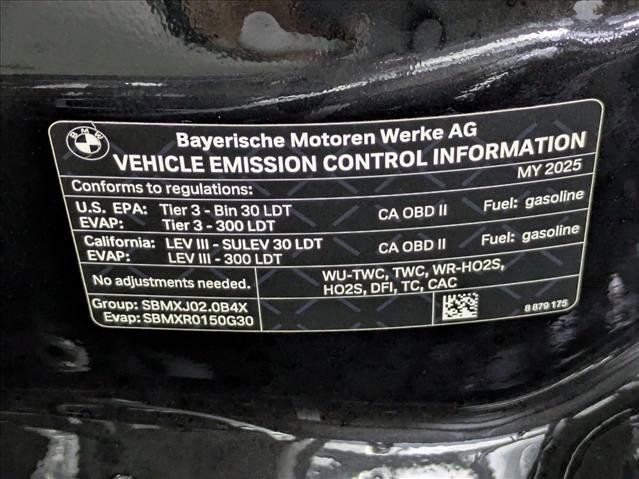 BMW
Bayerische Motoren Werke AG
VEHICLE EMISSION CONTROL INFORMATION
MY 2025
Conforms to regulations:
U.S. EPA: Tier 3 - Bin 30 LDT CA OBD II Fuel: gasoline
EVAP: Tier 3 - 300 LDT
California: LEV III - SULEV 30 LDT CA OBD II Fuel: gasoline
EVAP: LEV III - 300 LDT
No adjustments needed. WU-TWC, TWC, WR-HO2S,
HO2S, DFI, TC, CAC
Group: SBMXJ02.0B4X
Evap: SBMXR0150G30 8 879 175